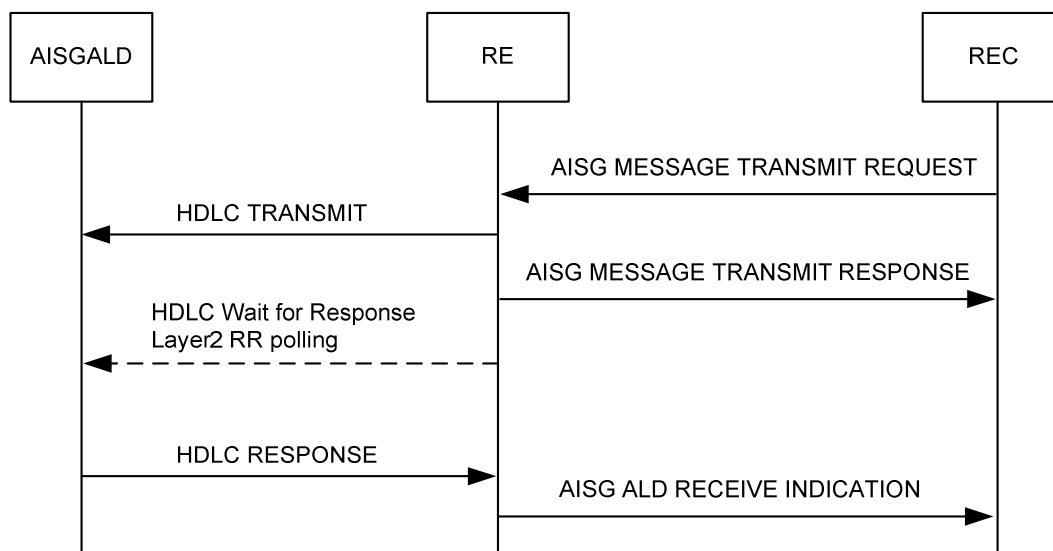 AISGALD
RE
REC
AISG MESSAGE TRANSMIT REQUEST
HDLC TRANSMIT
AISG MESSAGE TRANSMIT RESPONSE
HDLC Wait for Response
Layer2 RR polling
HDLC RESPONSE
AISG ALD RECEIVE INDICATION